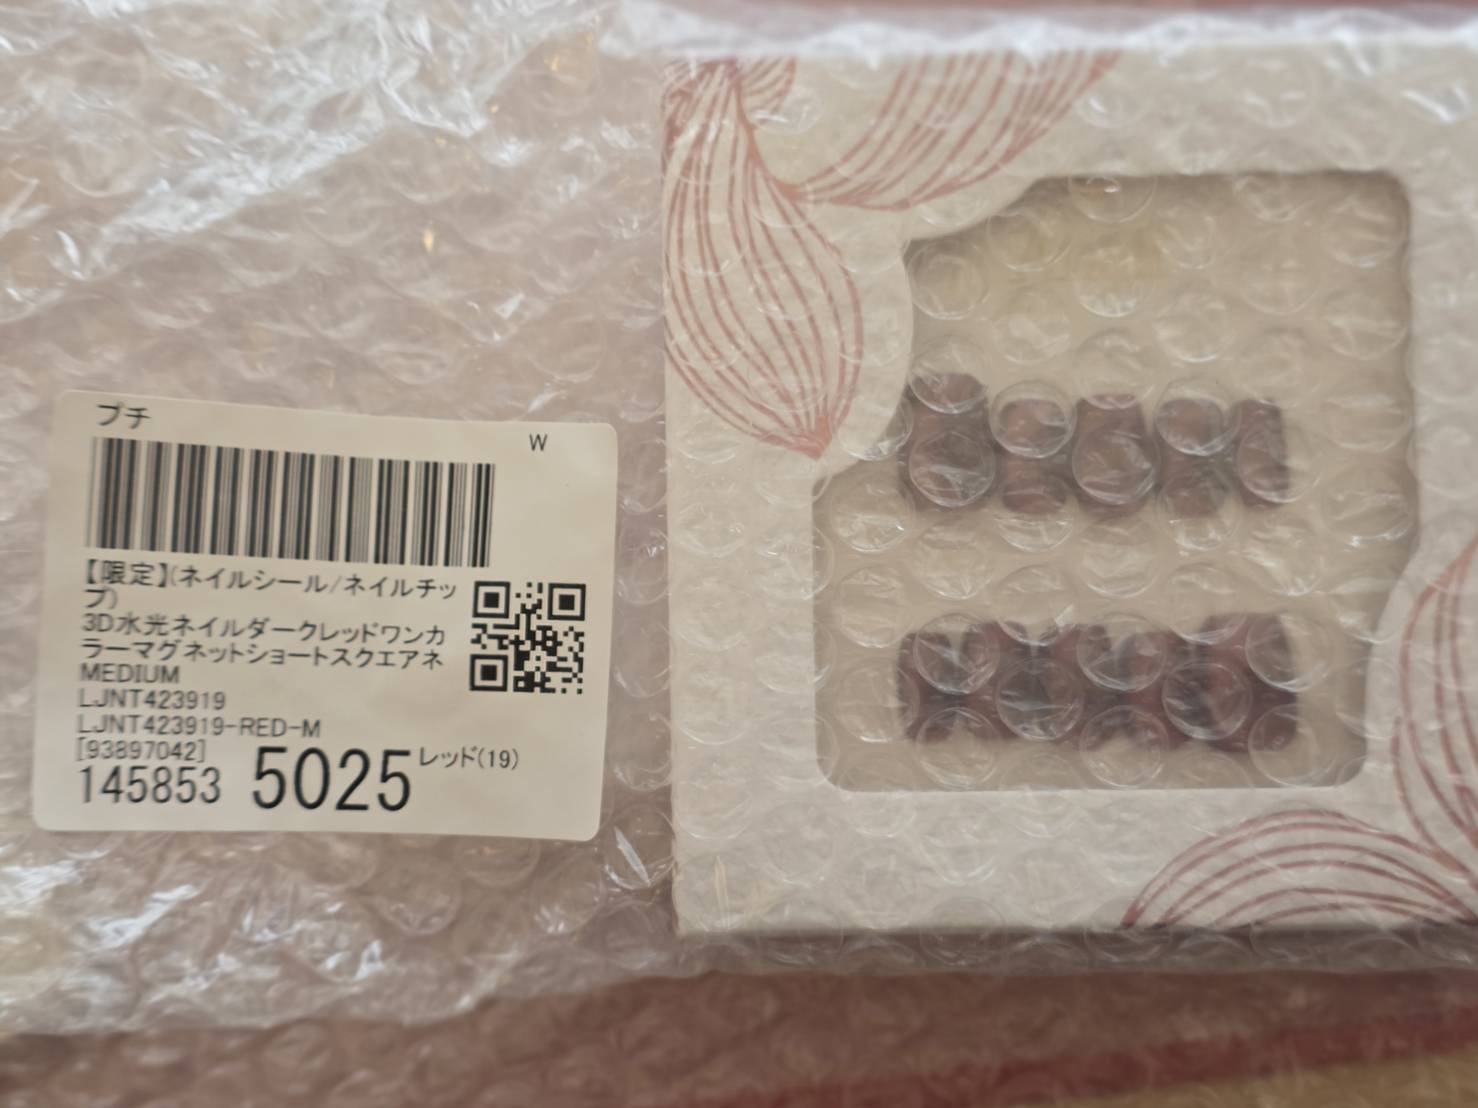 プチ
W
【限定】(ネイルシール/ネイルチッ
プ)
3D水光ネイルダークレッドワンカ
ラーマグネットショートスクエアネ
MEDIUM
LJNT423919
LJNT423919-RED-M
[93897042]
145853 5025 レッド(19)